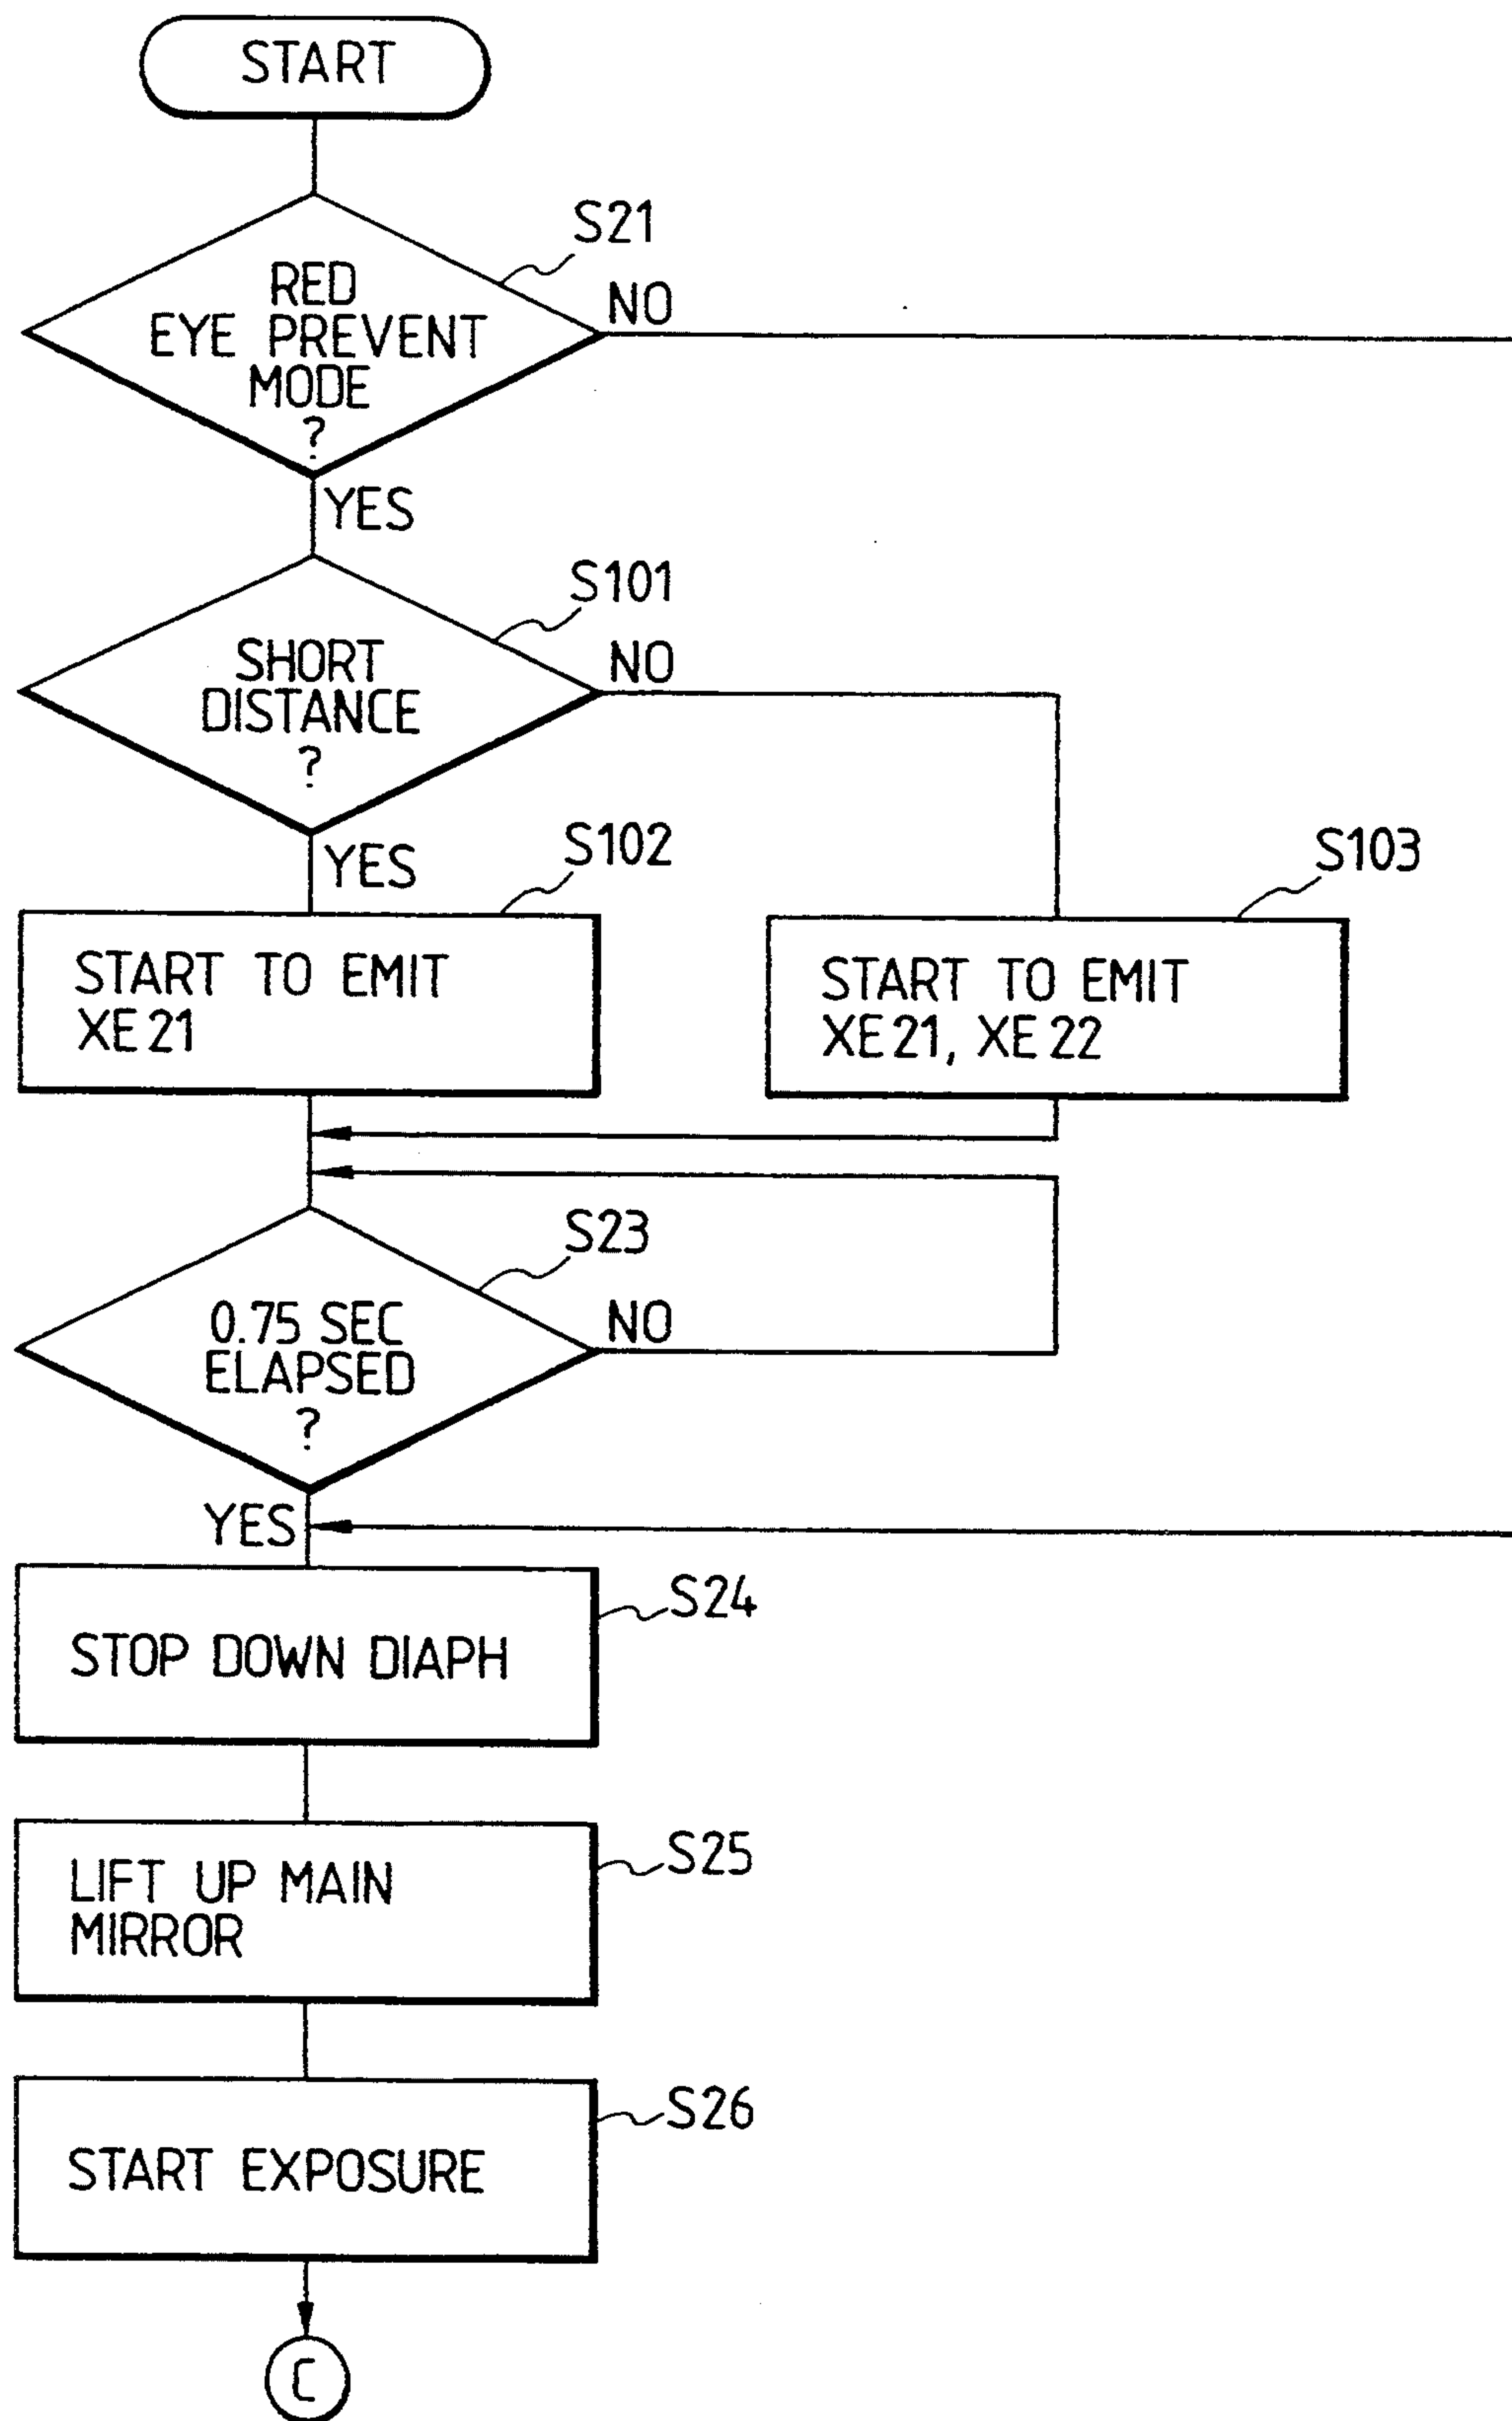 START
S21
RED
EYE PREVENT
MODE
?
NO
YES
S101
SHORT
DISTANCE
?
NO
YES
S102
START TO EMIT
XE21
S103
START TO EMIT
XE21, XE22
S23
0.75 SEC
ELAPSED
?
NO
YES
S24
STOP DOWN DIAPH
S25
LIFT UP MAIN
MIRROR
S26
START EXPOSURE
C